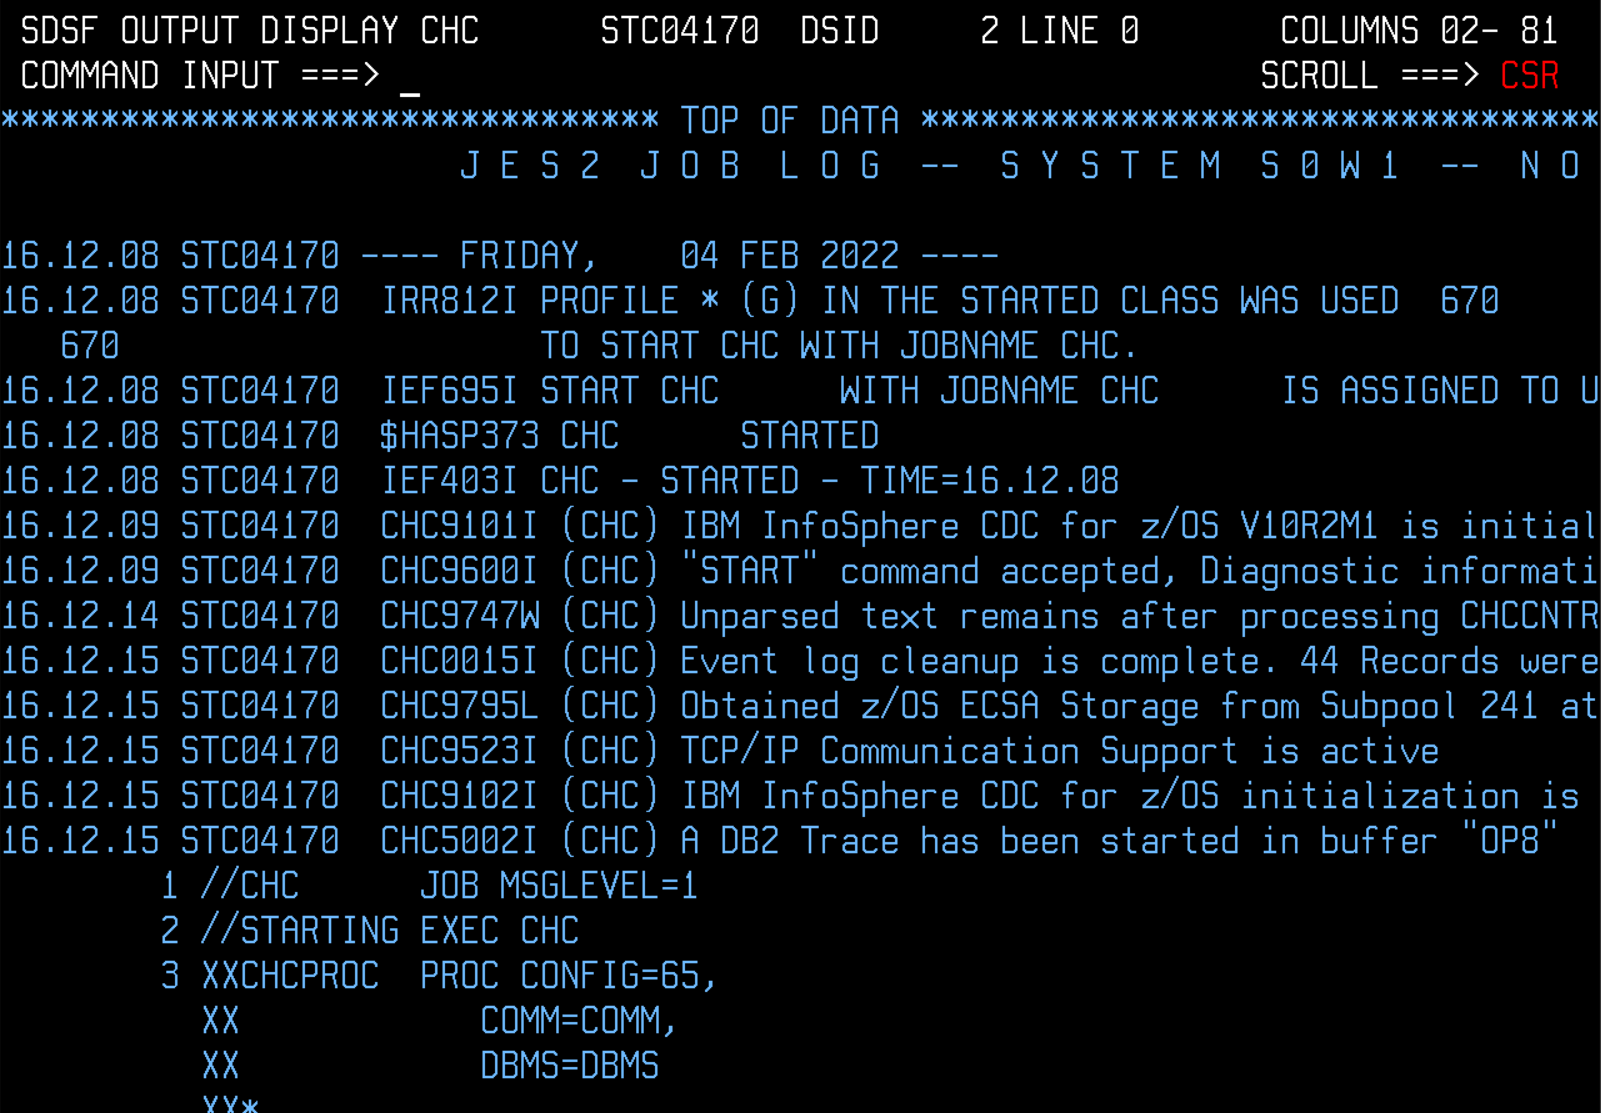 SDSF OUTPUT DISPLAY CHC      STC04170  DSID     2 LINE 0       COLUMNS 02- 81
COMMAND INPUT ===> _                                            SCROLL ===> CSR
********************************* TOP OF DATA **********************************
                       J E S 2  J O B  L O G  --  S Y S T E M  S 0 W 1  --  N O

16.12.08 STC04170 ---- FRIDAY,    04 FEB 2022 ----
16.12.08 STC04170  IRR812I PROFILE * (G) IN THE STARTED CLASS WAS USED  670
   670                     TO START CHC WITH JOBNAME CHC.
16.12.08 STC04170  IEF695I START CHC      WITH JOBNAME CHC      IS ASSIGNED TO U
16.12.08 STC04170  $HASP373 CHC      STARTED
16.12.08 STC04170  IEF403I CHC - STARTED - TIME=16.12.08
16.12.09 STC04170  CHC9101I (CHC) IBM InfoSphere CDC for z/OS V10R2M1 is initial
16.12.09 STC04170  CHC9600I (CHC) "START" command accepted, Diagnostic informati
16.12.14 STC04170  CHC9747W (CHC) Unparsed text remains after processing CHCCNTR
16.12.15 STC04170  CHC0015I (CHC) Event log cleanup is complete. 44 Records were
16.12.15 STC04170  CHC9795L (CHC) Obtained z/OS ECSA Storage from Subpool 241 at
16.12.15 STC04170  CHC9523I (CHC) TCP/IP Communication Support is active
16.12.15 STC04170  CHC9102I (CHC) IBM InfoSphere CDC for z/OS initialization is
16.12.15 STC04170  CHC5002I (CHC) A DB2 Trace has been started in buffer "OP8"
        1 //CHC      JOB MSGLEVEL=1
        2 //STARTING EXEC CHC
        3 XXCHCPROC  PROC CONFIG=65,
          XX            COMM=COMM,
          XX            DBMS=DBMS
          XX*